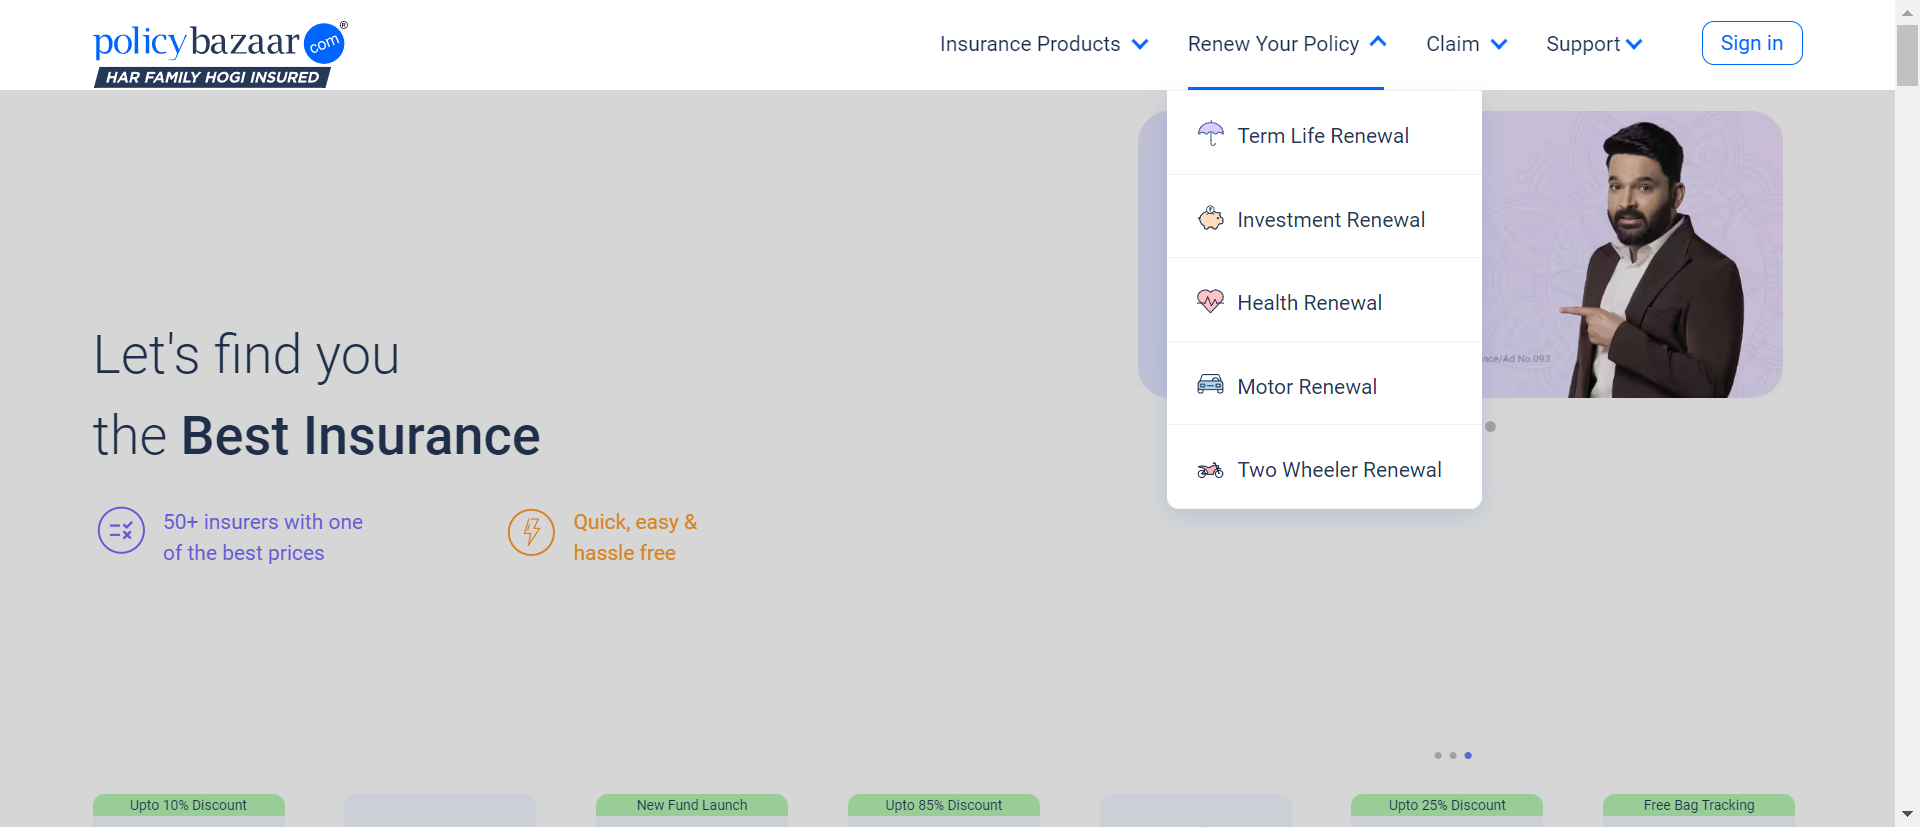 policybazaar.com®
HAR FAMILY HOGI INSURED
Insurance Products
Renew Your Policy
Claim
Support
Sign in
Term Life Renewal
Investment Renewal
Health Renewal
Motor Renewal
Two Wheeler Renewal
nce/Ad No.093
Let's find you
the Best Insurance
50+ insurers with one
of the best prices
Quick, easy &
hassle free
Upto 10% Discount
New Fund Launch
Upto 85% Discount
Upto 25% Discount
Free Bag Tracking